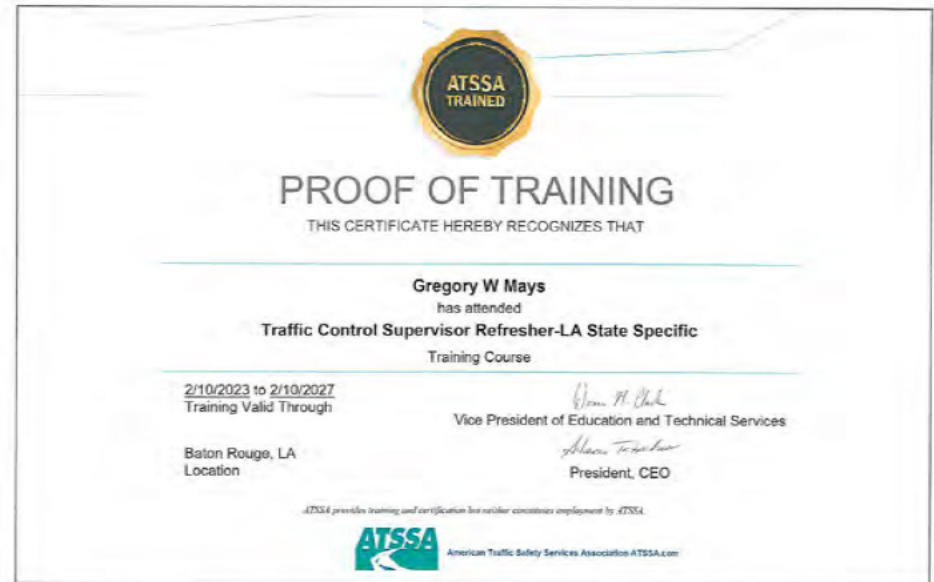 ATSSA
TRAINED
PROOF OF TRAINING
THIS CERTIFICATE HEREBY RECOGNIZES THAT
Gregory W Mays
has attended
Traffic Control Supervisor Refresher-LA State Specific
Training Course
2/10/2023 to 2/10/2027
Training Valid Through
Vice President of Education and Technical Services
Baton Rouge, LA
Location
President, CEO
ATSSA provides training and certification but neither constitutes employment by ATSSA.
ATSSA
American Traffic Safety Services Association ATSSA.com